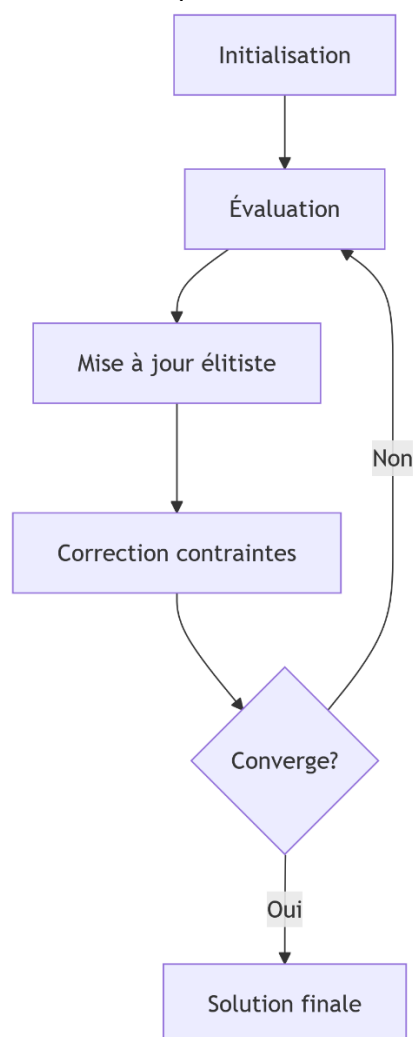 Initialisation
Évaluation
Mise à jour élitiste
Non
Correction contraintes
Converge?
Oui
Solution finale